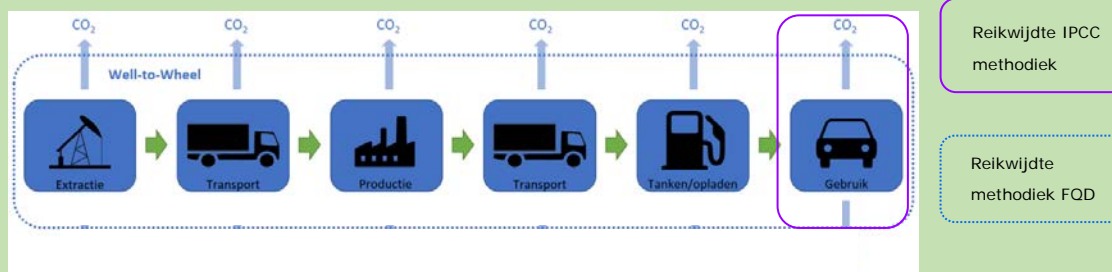 CO2 CO2 CO2 CO2 CO2 CO2
Well-to-Wheel
Extractie Transport Productie Transport Tanken/opladen Gebruik
Reikwijdte IPCC
methodiek
Reikwijdte
methodiek FQD